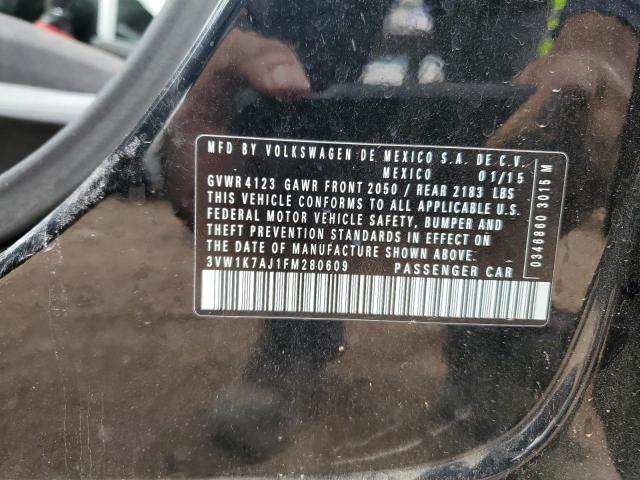 MFD BY VOLKSWAGEN DE MEXICO S.A. DE C.V.
MEXICO 01/15
GVWR 4123 GAWR FRONT 2050 / REAR 2183 LBS
THIS VEHICLE CONFORMS TO ALL APPLICABLE U.S.
FEDERAL MOTOR VEHICLE SAFETY, BUMPER AND
THEFT PREVENTION STANDARDS IN EFFECT ON
THE DATE OF MANUFACTURE SHOWN ABOVE.
3VW1K7AJ1FM280609 PASSENGER CAR
0346860 3015 M